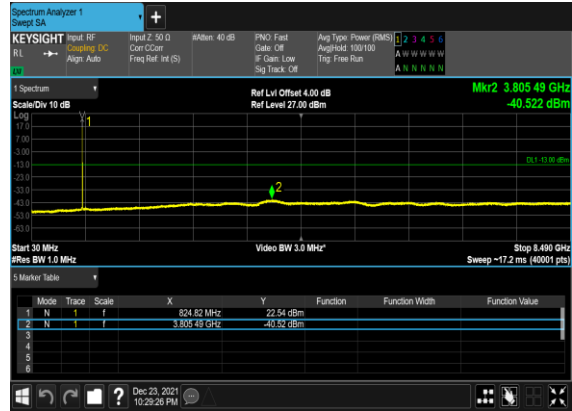 Spectrum Analyzer 1
Swept SA
+
KEYSIGHT Input: RF Input Z: 50 Ω #Atten: 40 dB PNO: Fast Avg Type: Power (RMS) 1 2 3 4 5 6
RL Coupling: DC Corr CCorr Gate: Off Avg|Hold: 100/100 A W W W W W
Align: Auto Freq Ref: Int (S) IF Gain: Low Trig: Free Run
Sig Track: Off A N N N N N
1 Spectrum Ref Lvl Offset 4.00 dB Mkr2 3.805 49 GHz
Scale/Div 10 dB Ref Level 27.00 dBm -40.522 dBm
Log
17.0
7.00
-3.00
-13.0
-23.0
-33.0
-43.0
-53.0
-63.0
1
DL1 -13.00 dBm
2
Start 30 MHz Video BW 3.0 MHz* Stop 8.490 GHz
#Res BW 1.0 MHz Sweep ~17.2 ms (40001 pts)
5 Marker Table
Mode Trace Scale X Y Function Function Width Function Value
1 N 1 f 824.82 MHz 22.54 dBm
2 N 1 f 3.805 49 GHz -40.52 dBm
3
4
5
6
? Dec 23, 2021
10:29:26 PM